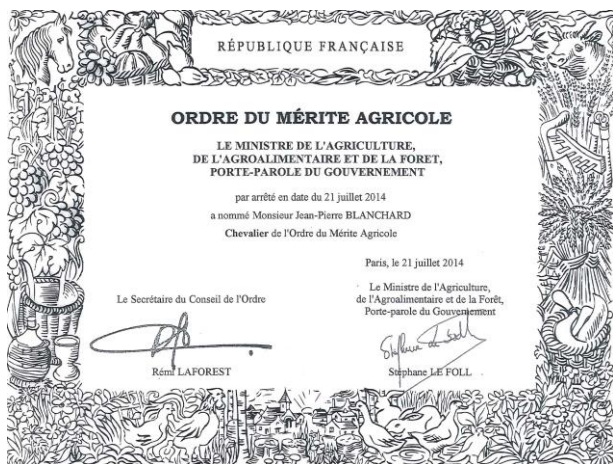 RÉPUBLIQUE FRANÇAISE
ORDRE DU MÉRITE AGRICOLE
LE MINISTRE DE L'AGRICULTURE,
DE L'AGROALIMENTAIRE ET DE LA FORET,
PORTE-PAROLE DU GOUVERNEMENT
par arrêté en date du 21 juillet 2014
a nommé Monsieur Jean-Pierre BLANCHARD
Chevalier de l'Ordre du Mérite Agricole
Paris, le 21 juillet 2014
Le Secrétaire du Conseil de l'Ordre
Le Ministre de l'Agriculture,
de l'Agroalimentaire et de la Forêt,
Porte-parole du Gouvernement
Rémi LAFOREST
Stéphane LE FOLL